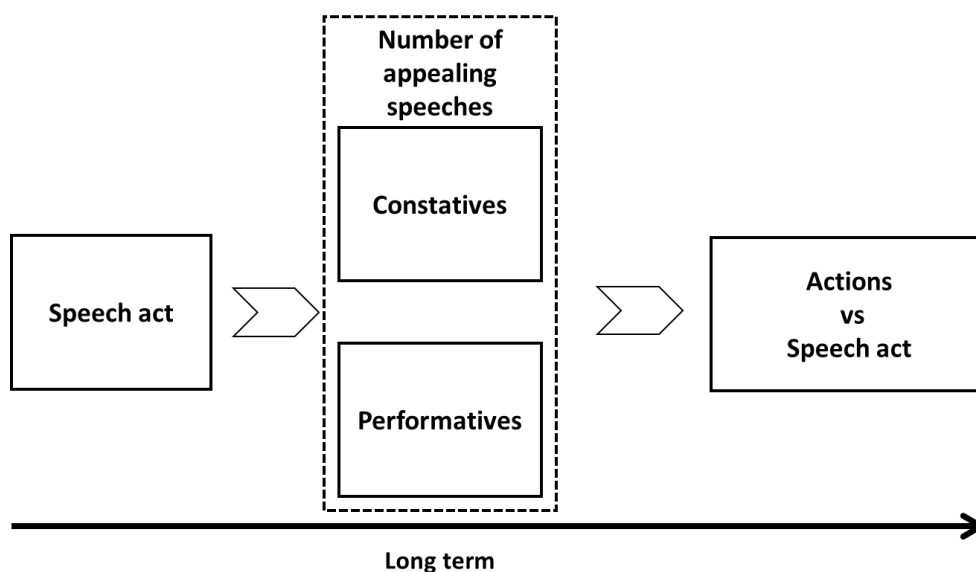 Number of
appealing
speeches
Constatives
Speech act
Performatives
Actions
vs
Speech act
Long term